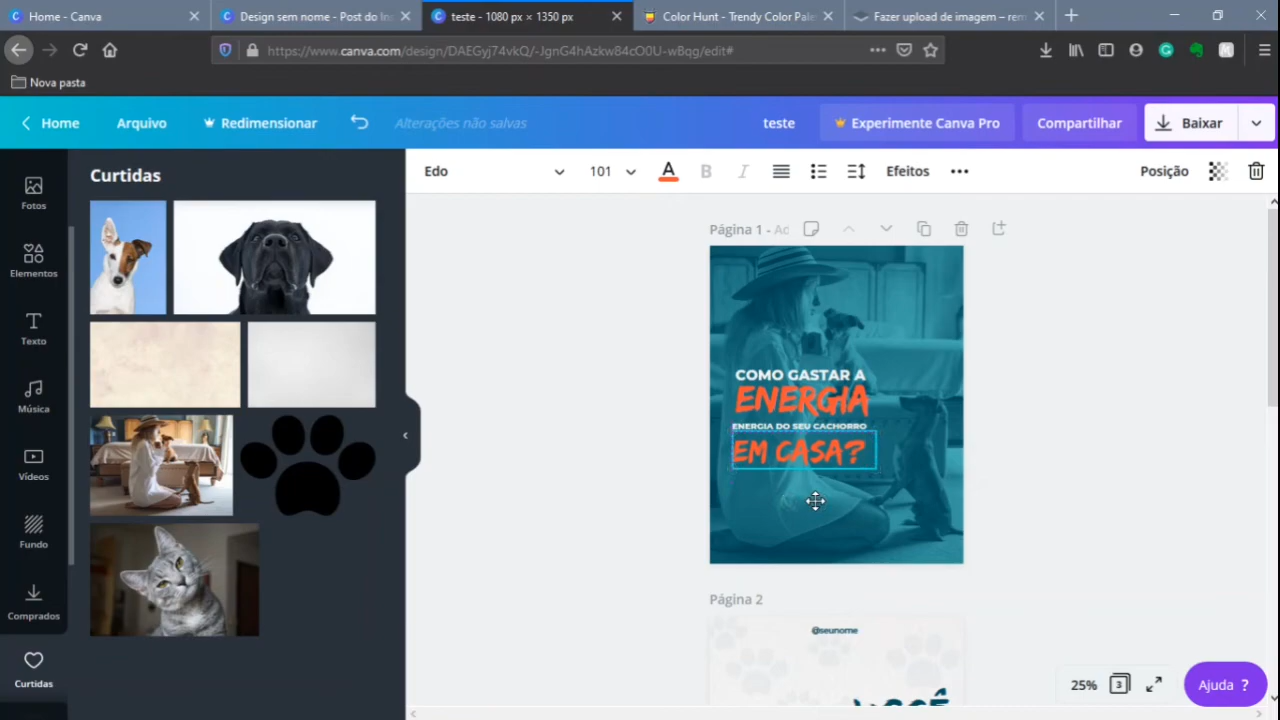 Home - Canva
Design sem nome - Post do Ins
teste - 1080 px × 1350 px
Color Hunt - Trendy Color Pale
Fazer upload de imagem – rem
https://www.canva.com/design/DAEGyj74vkQ/-JgnG4hAzkw84cO0U-wBqg/edit#
Nova pasta
Home
Arquivo
Redimensionar
Alterações não salvas
teste
Experimente Canva Pro
Compartilhar
Baixar
Curtidas
Edo
101
A
B
I
Efeitos
Posição
Fotos
Elementos
Texto
Música
Vídeos
Fundo
Comprados
Curtidas
Página 1 - Ad
COMO GASTAR A
ENERGIA
ENERGIA DO SEU CACHORRO
EM CASA?
Página 2
@seunome
VOCÊ
25%
3
Ajuda ?